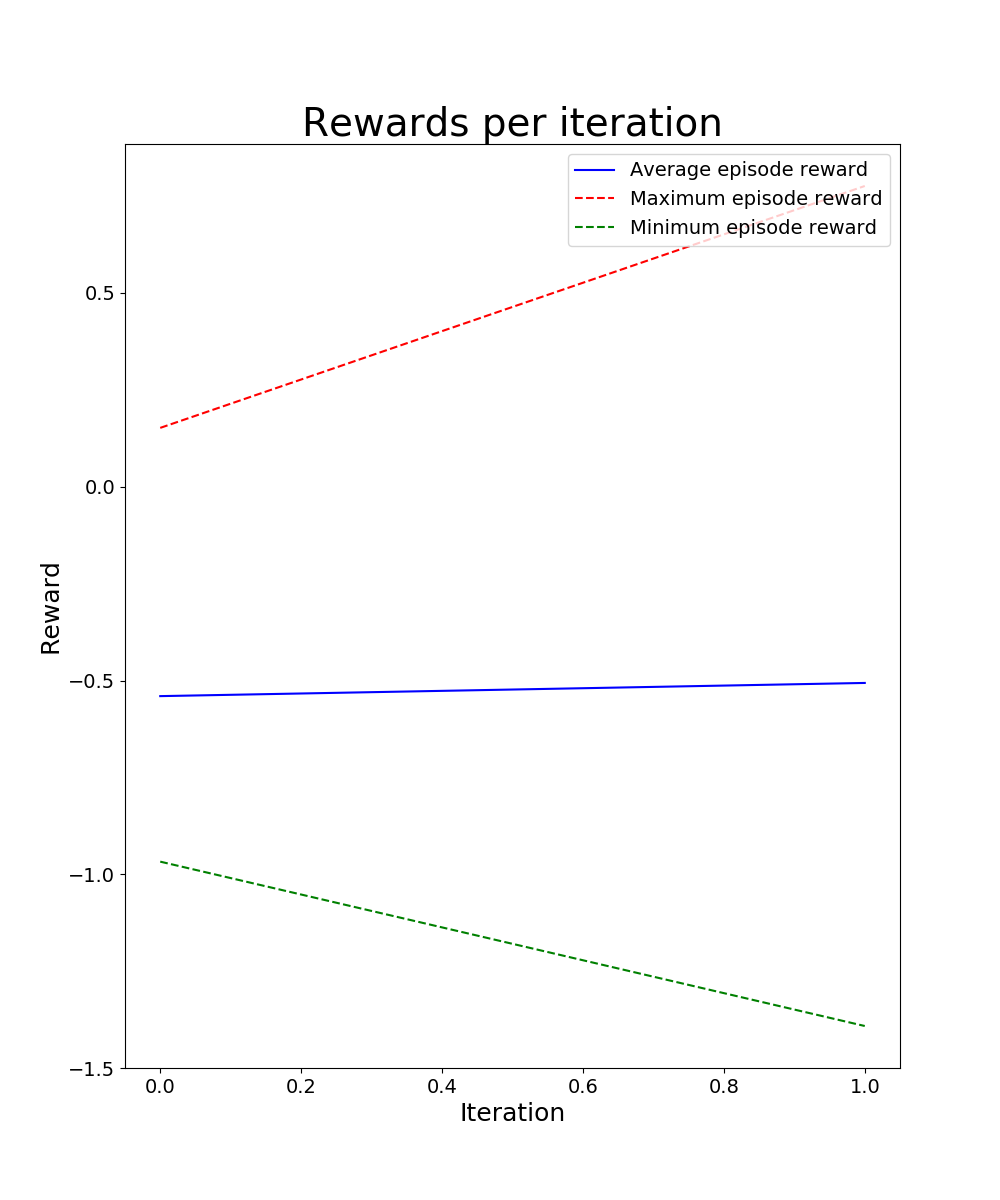 Rewards per iteration
Average episode reward
Maximum episode reward
Minimum episode reward
0.5
0.0
−0.5
−1.0
−1.5
Reward
0.0 0.2 0.4 0.6 0.8 1.0
Iteration